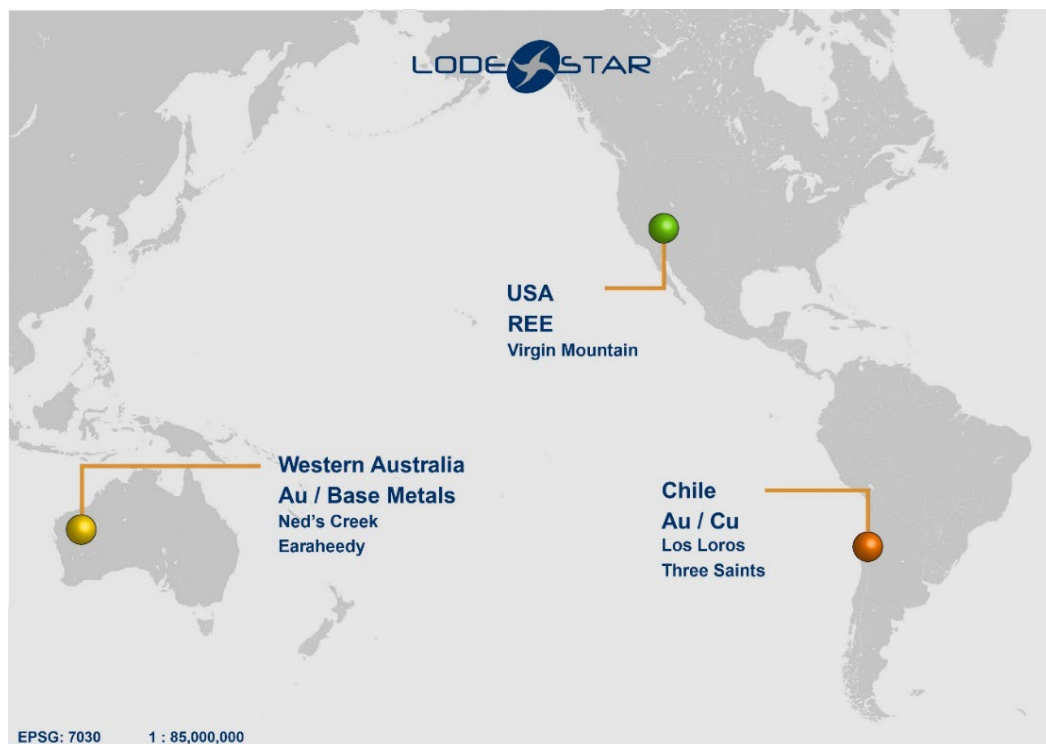 LODESTAR
USA
REE
Virgin Mountain
Western Australia
Au / Base Metals
Ned's Creek
Earaheedy
Chile
Au / Cu
Los Loros
Three Saints
EPSG: 7030 1 : 85,000,000